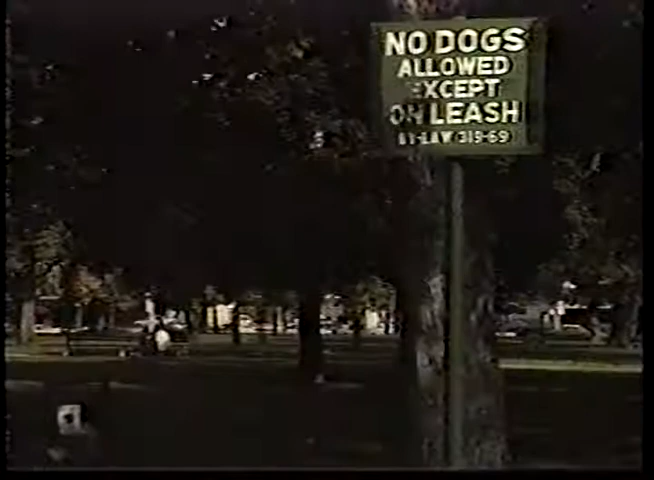 NO DOGS
ALLOWED
EXCEPT
ON LEASH
BY-LAW 319-69